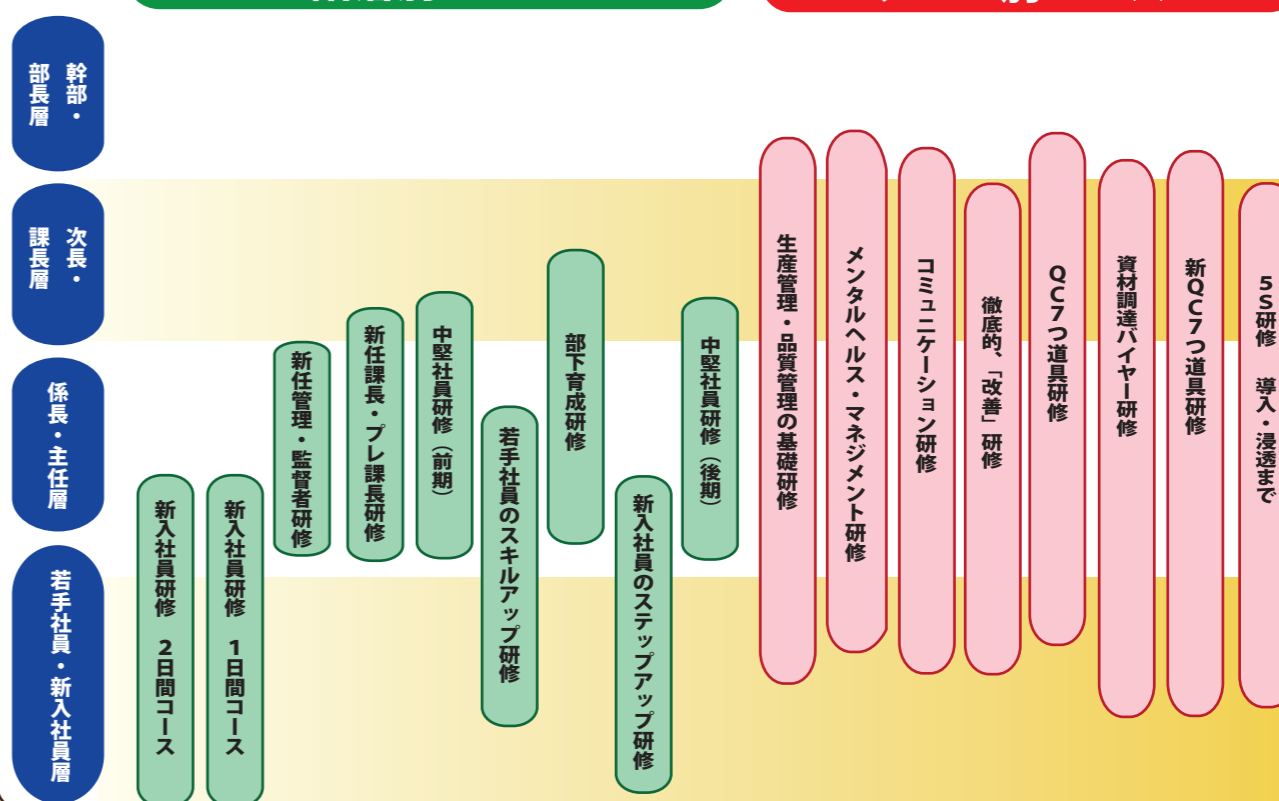 幹部・
部長層
次長・
課長層
係長・主任層
若手社員・新入社員層
新入社員研修 2日間コース
新入社員研修 1日間コース
新任管理・監督者研修
新任課長・プレ課長研修
中堅社員研修（前期）
若手社員のスキルアップ研修
部下育成研修
新入社員のステップアップ研修
中堅社員研修（後期）
生産管理・品質管理の基礎研修
メンタルヘルス・マネジメント研修
コミュニケーション研修
徹底的、「改善」研修
QC7つ道具研修
資材調達バイヤー研修
新QC7つ道具研修
5S研修 導入・浸透まで